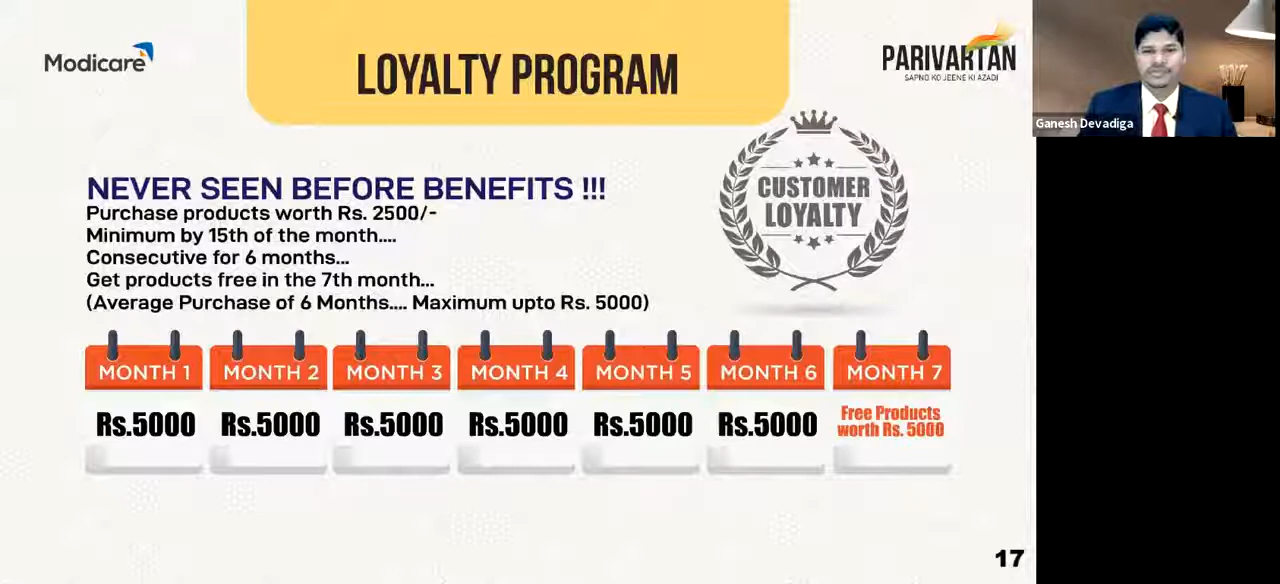 Modicare
LOYALTY PROGRAM
PARIVARTAN
SAPNO KO JEENE KI AZADI
Ganesh Devadiga
NEVER SEEN BEFORE BENEFITS !!!
Purchase products worth Rs. 2500/-
Minimum by 15th of the month....
Consecutive for 6 months...
Get products free in the 7th month...
(Average Purchase of 6 Months.... Maximum upto Rs. 5000)
CUSTOMER
LOYALTY
MONTH 1
MONTH 2
MONTH 3
MONTH 4
MONTH 5
MONTH 6
MONTH 7
Rs.5000
Rs.5000
Rs.5000
Rs.5000
Rs.5000
Rs.5000
Free Products
worth Rs. 5000
17